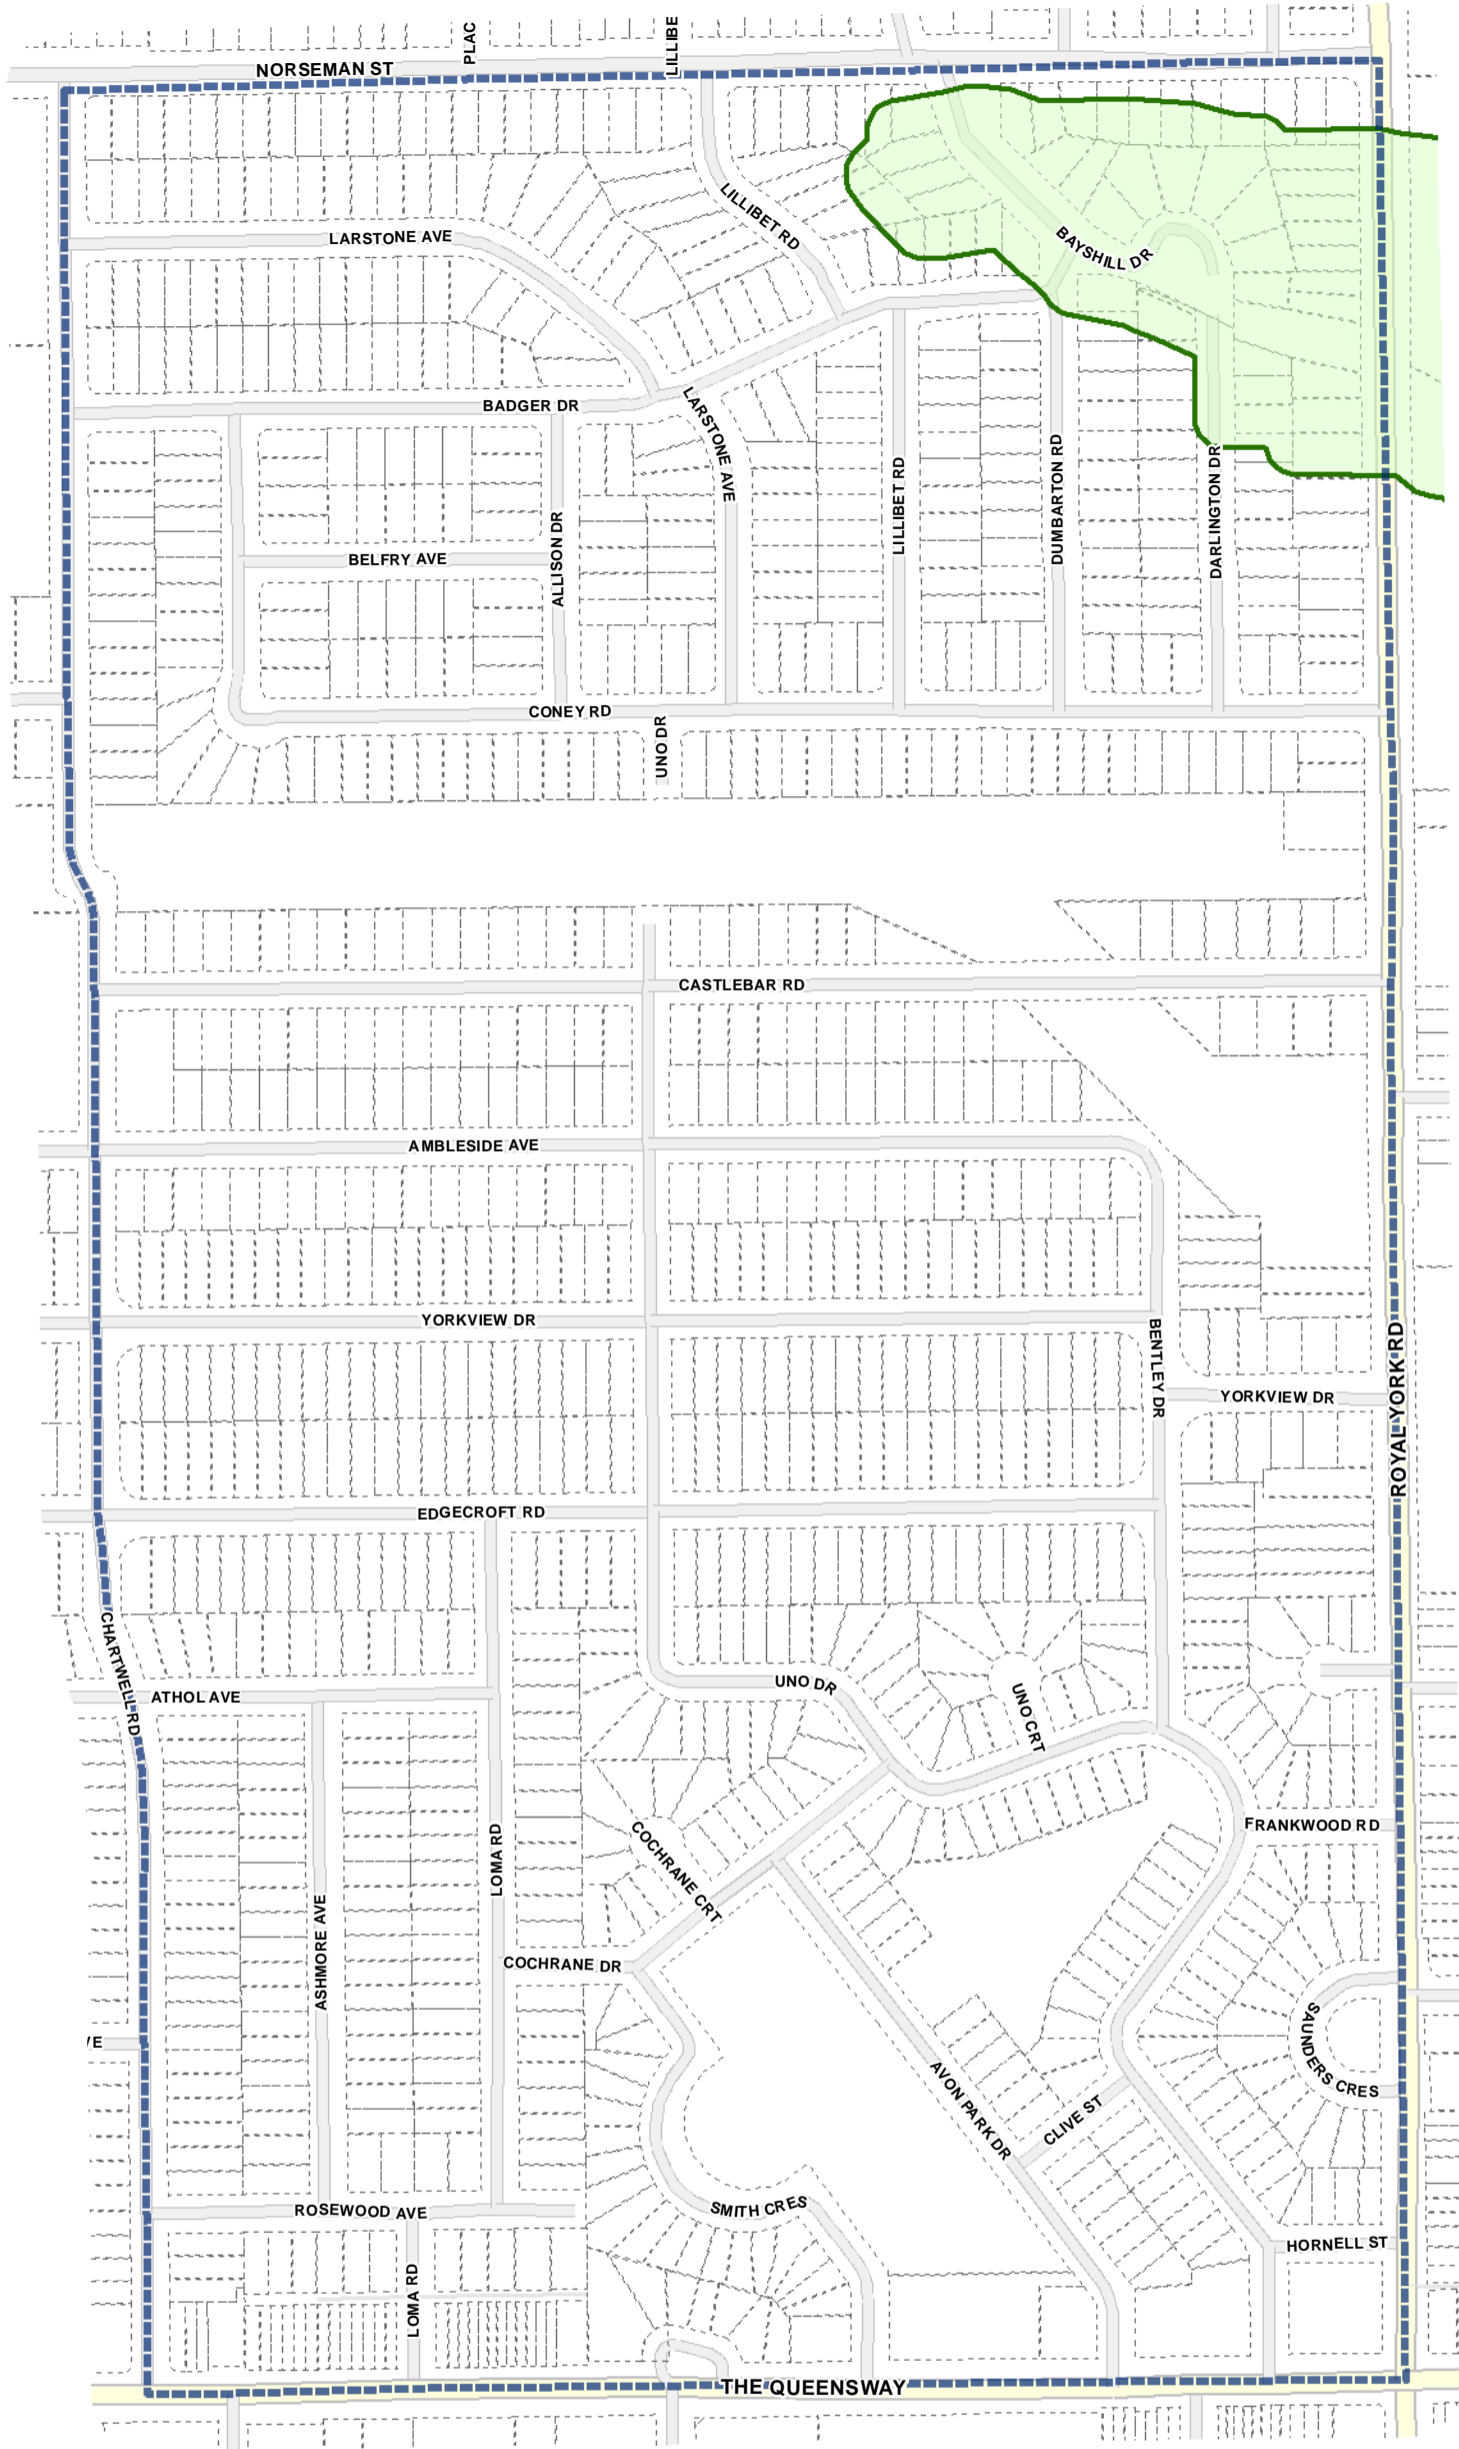 PLAC
LILLIBE
NORSEMAN ST
LILLIBET RD
LARSTONE AVE
BAYSHILL DR
BADGER DR
LARSTONE AVE
LILLIBET RD
DUMBARTON RD
DARLINGTON DR
ALLISON DR
BELFRY AVE
CONEY RD
UNO DR
CASTLEBAR RD
AMBLESIDE AVE
YORKVIEW DR
BENTLEY DR
ROYAL YORK RD
YORKVIEW DR
EDGECROFT RD
CHARTWELL RD
ATHOL AVE
UNO DR
UNO CRT
FRANKWOOD RD
COCHRANE CRT
LOMA RD
ASHMORE AVE
COCHRANE DR
VE
SAUNDERS CRES
AVON PARK DR
CLIVE ST
ROSEWOOD AVE
SMITH CRES
HORNELL ST
LOMA RD
THE QUEENSWAY